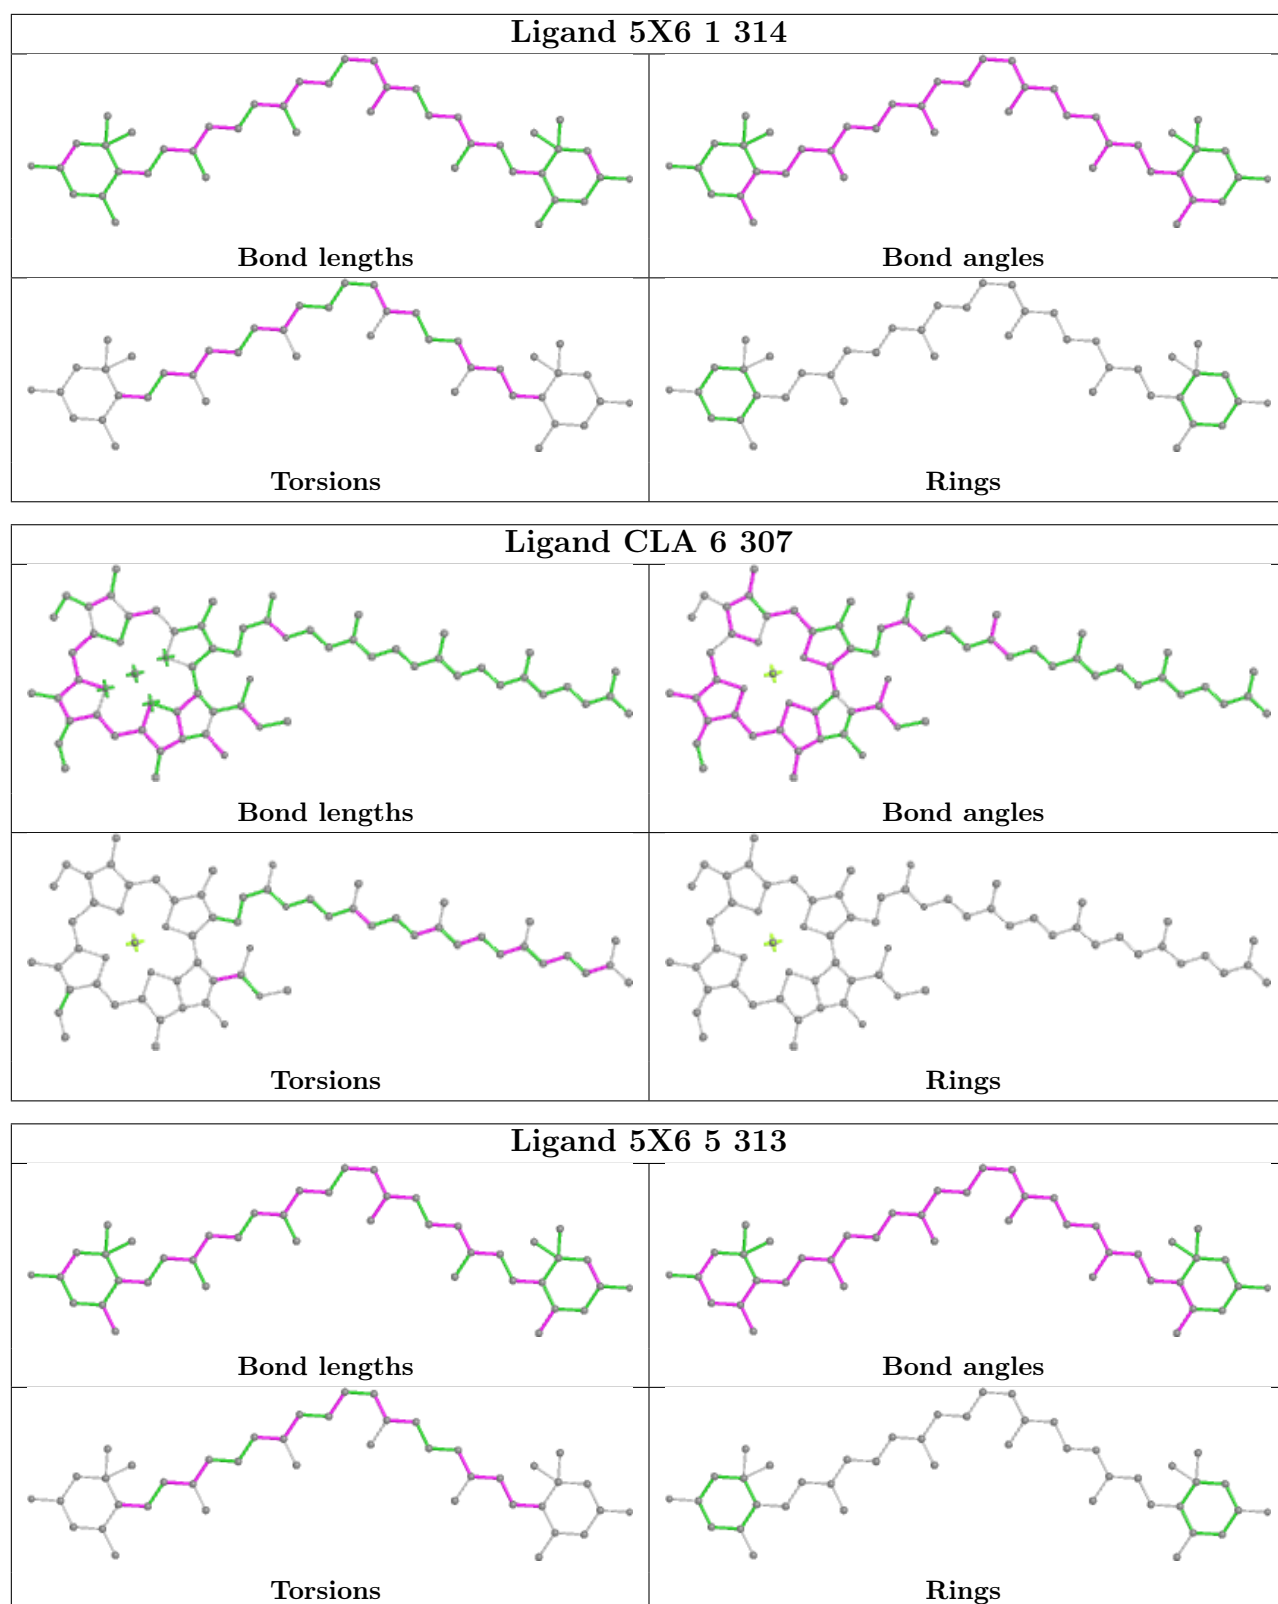 Ligand 5X6 1 314
Bond lengths
Bond angles
Torsions
Rings
Ligand CLA 6 307
Bond lengths
Bond angles
Torsions
Rings
Ligand 5X6 5 313
Bond lengths
Bond angles
Torsions
Rings